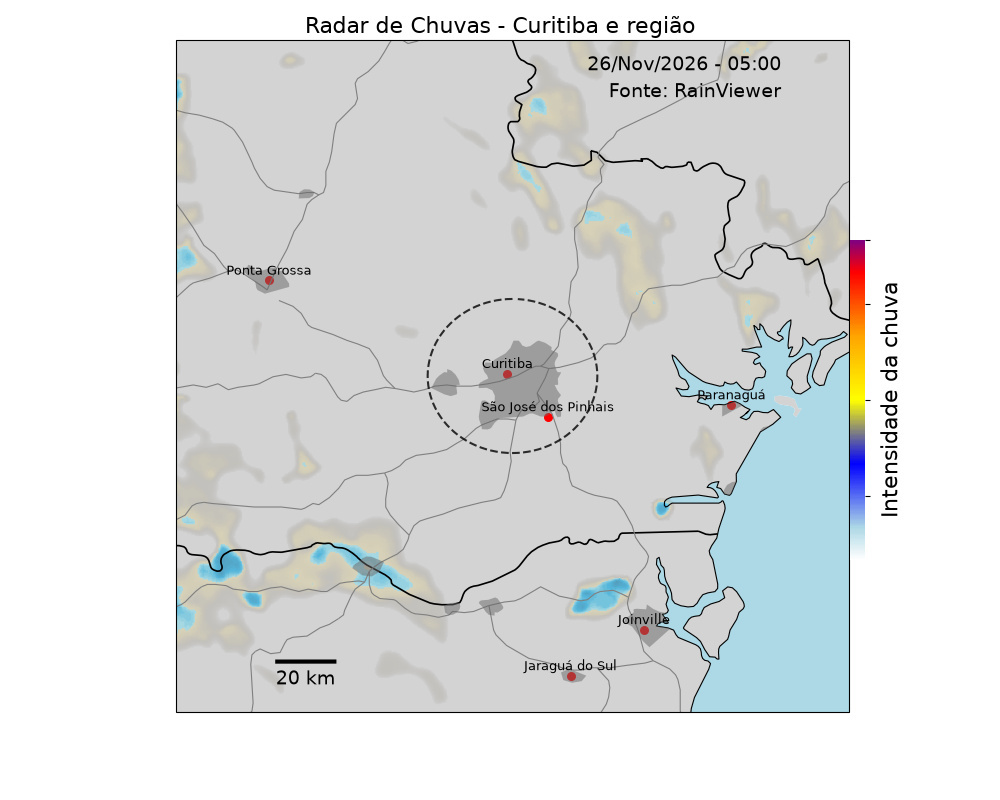 Radar de Chuvas - Curitiba e região
26/Nov/2026 - 05:00
Fonte: RainViewer
Ponta Grossa
Curitiba
São José dos Pinhais
Paranaguá
Joinville
Jaraguá do Sul
20 km
Intensidade da chuva